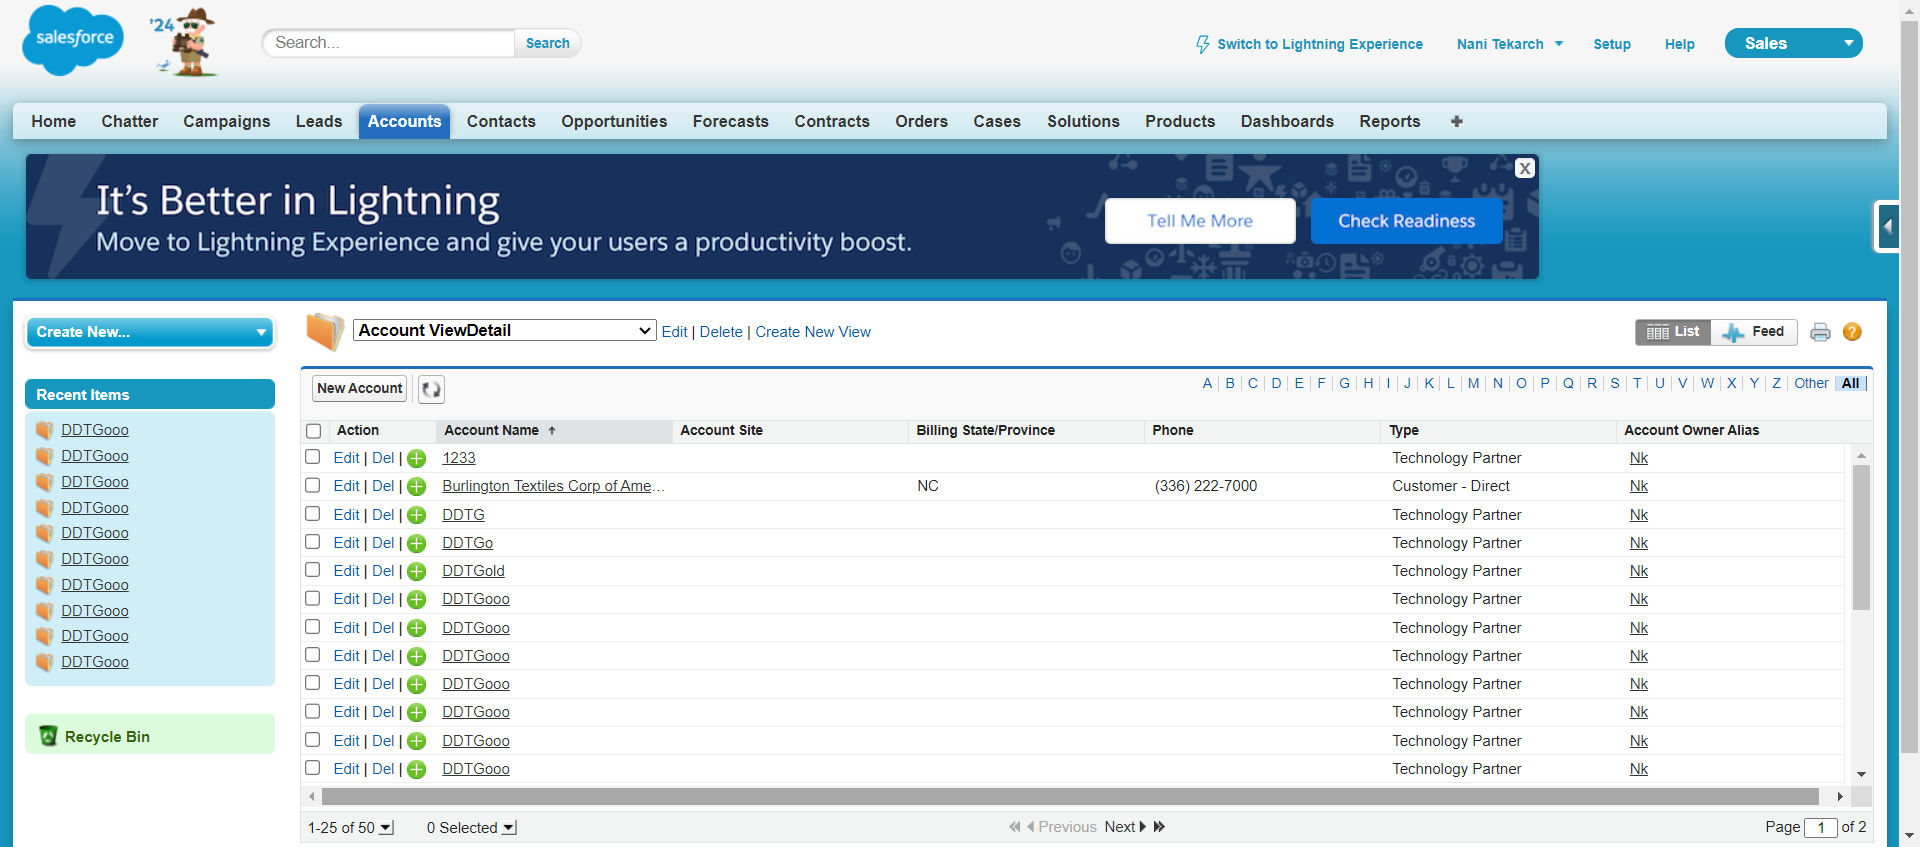 salesforce
'24
Search...
Search
Switch to Lightning Experience
Nani Tekarch
Setup
Help
Sales
Home Chatter Campaigns Leads Accounts Contacts Opportunities Forecasts Contracts Orders Cases Solutions Products Dashboards Reports
It's Better in Lightning
Move to Lightning Experience and give your users a productivity boost.
Tell Me More
Check Readiness
X
Create New...
Recent Items
DDTGooo
DDTGooo
DDTGooo
DDTGooo
DDTGooo
DDTGooo
DDTGooo
DDTGooo
DDTGooo
DDTGooo
Recycle Bin
Account ViewDetail
Edit | Delete | Create New View
List
Feed
?
New Account
A | B | C | D | E | F | G | H | I | J | K | L | M | N | O | P | Q | R | S | T | U | V | W | X | Y | Z | Other | All
Action Account Name Account Site Billing State/Province Phone Type Account Owner Alias
Edit | Del | 1233 Technology Partner Nk
Edit | Del | Burlington Textiles Corp of Ame... NC (336) 222-7000 Customer - Direct Nk
Edit | Del | DDTG Technology Partner Nk
Edit | Del | DDTGo Technology Partner Nk
Edit | Del | DDTGold Technology Partner Nk
Edit | Del | DDTGooo Technology Partner Nk
Edit | Del | DDTGooo Technology Partner Nk
Edit | Del | DDTGooo Technology Partner Nk
Edit | Del | DDTGooo Technology Partner Nk
Edit | Del | DDTGooo Technology Partner Nk
Edit | Del | DDTGooo Technology Partner Nk
Edit | Del | DDTGooo Technology Partner Nk
1-25 of 50 0 Selected Previous Next Page 1 of 2